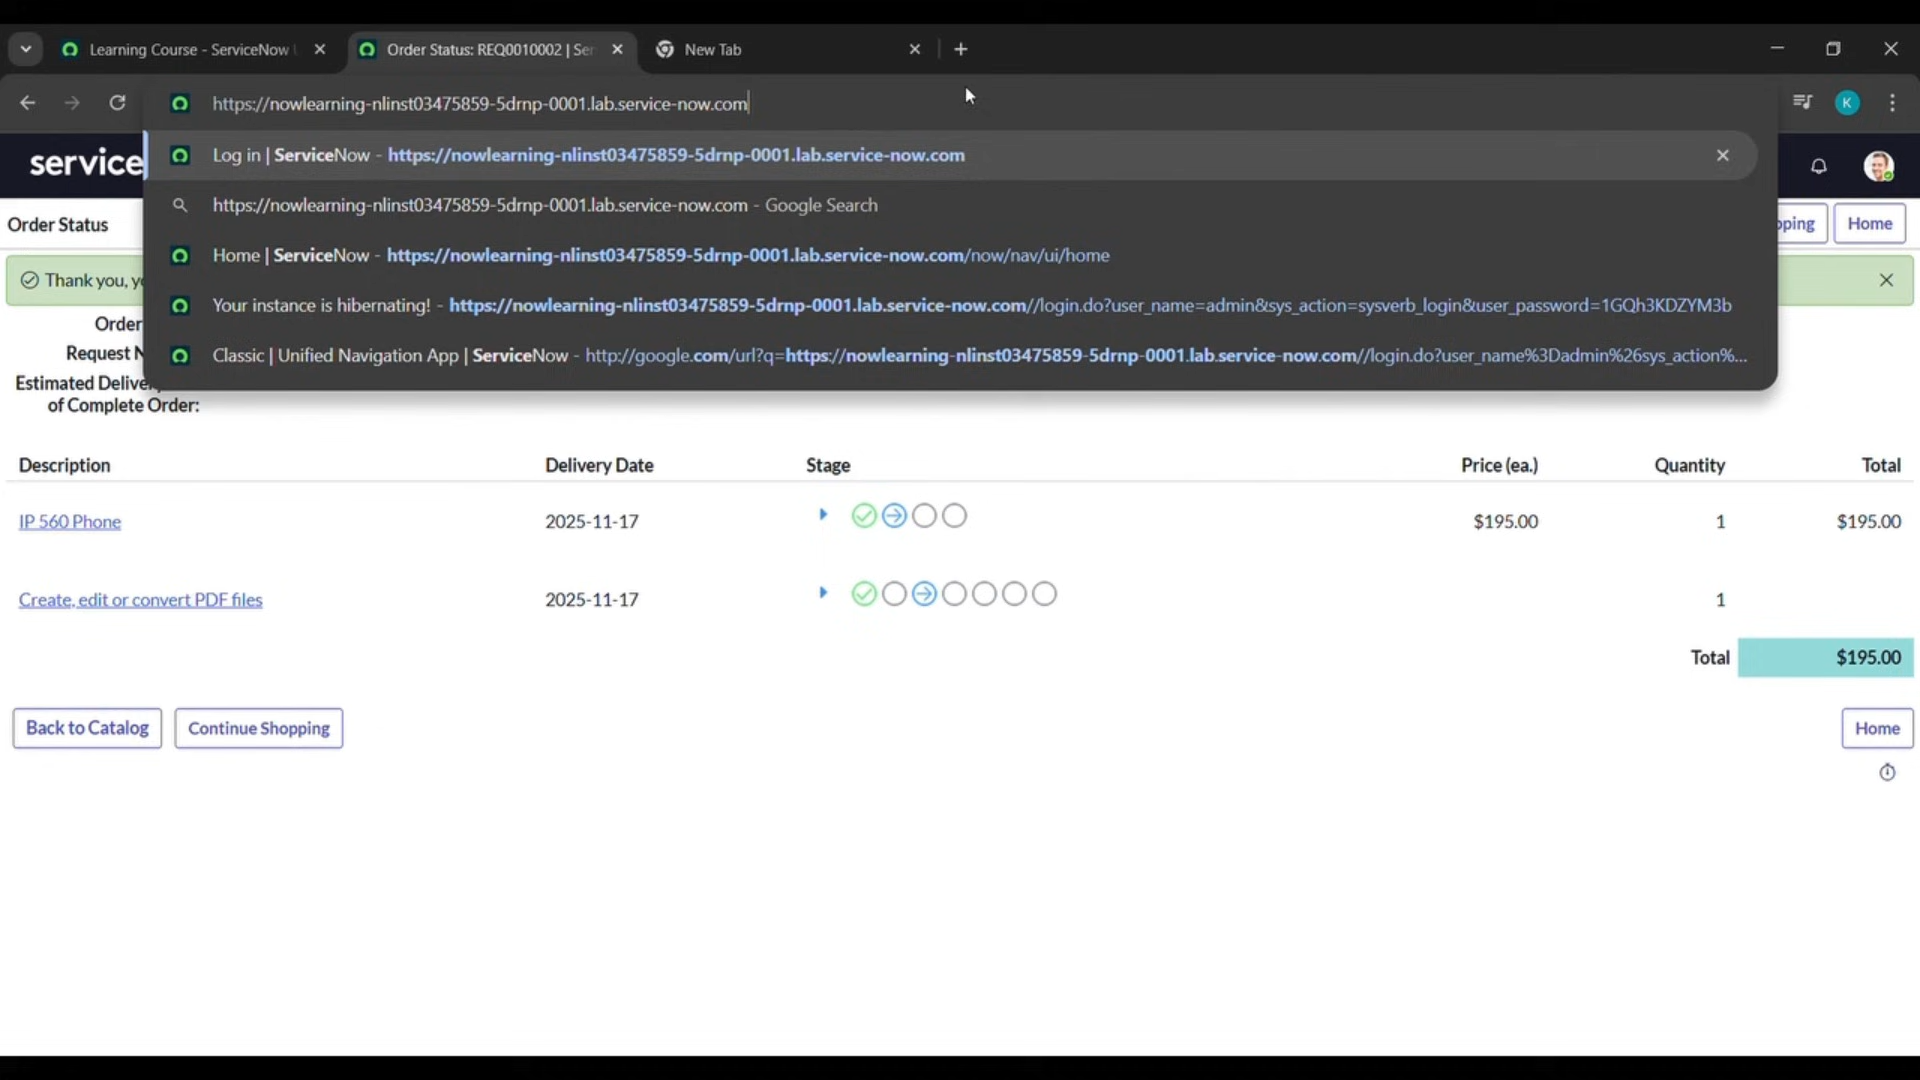 Learning Course - ServiceNow
Order Status: REQ0010002 | Ser
New Tab
https://nowlearning-nlinst03475859-5drnp-0001.lab.service-now.com
K
service
Log in | ServiceNow - https://nowlearning-nlinst03475859-5drnp-0001.lab.service-now.com
https://nowlearning-nlinst03475859-5drnp-0001.lab.service-now.com - Google Search
Order Status
pping
Home
Home | ServiceNow - https://nowlearning-nlinst03475859-5drnp-0001.lab.service-now.com/now/nav/ui/home
Thank you, yo
Your instance is hibernating! - https://nowlearning-nlinst03475859-5drnp-0001.lab.service-now.com//login.do?user_name=admin&sys_action=sysverb_login&user_password=1GQh3KDZYM3b
Order
Request N
Classic | Unified Navigation App | ServiceNow - http://google.com/url?q=https://nowlearning-nlinst03475859-5drnp-0001.lab.service-now.com//login.do?user_name%3Dadmin%26sys_action%...
Estimated Delivery
of Complete Order:
Description Delivery Date Stage Price (ea.) Quantity Total
IP 560 Phone 2025-11-17 $195.00 1 $195.00
Create, edit or convert PDF files 2025-11-17 1
Total $195.00
Back to Catalog Continue Shopping Home